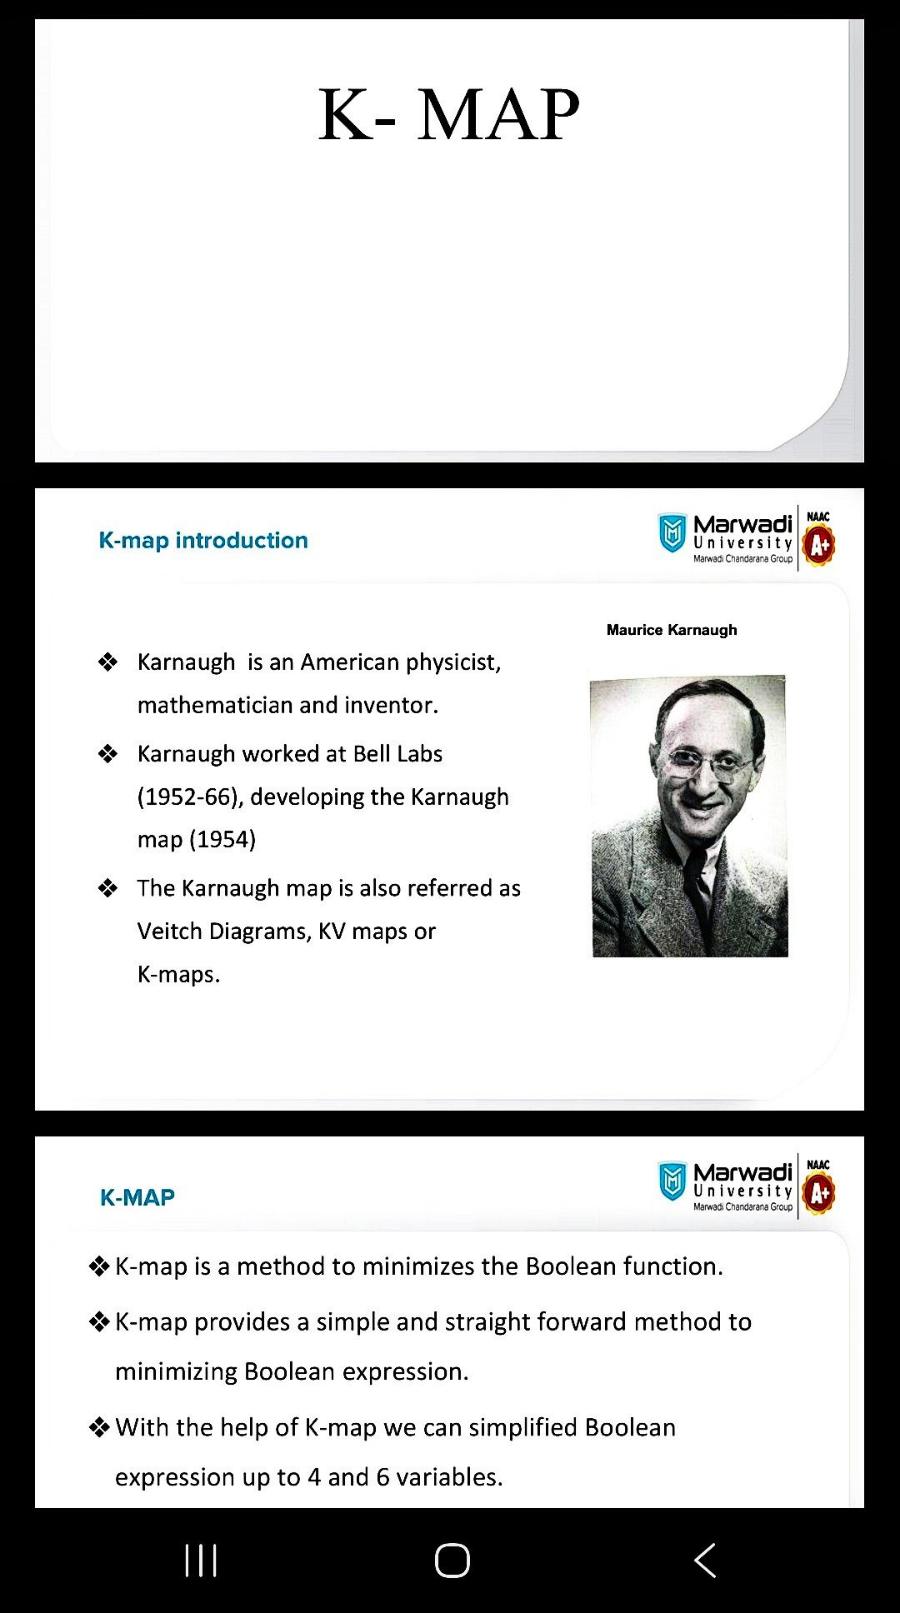 K- MAP
K-map introduction
Marwadi
University
Marwadi Chandarana Group
NAAC
A+
Maurice Karnaugh
❖ Karnaugh is an American physicist,
mathematician and inventor.
❖ Karnaugh worked at Bell Labs
(1952-66), developing the Karnaugh
map (1954)
❖ The Karnaugh map is also referred as
Veitch Diagrams, KV maps or
K-maps.
K-MAP
Marwadi
University
Marwadi Chandarana Group
NAAC
A+
❖ K-map is a method to minimizes the Boolean function.
❖ K-map provides a simple and straight forward method to
minimizing Boolean expression.
❖ With the help of K-map we can simplified Boolean
expression up to 4 and 6 variables.